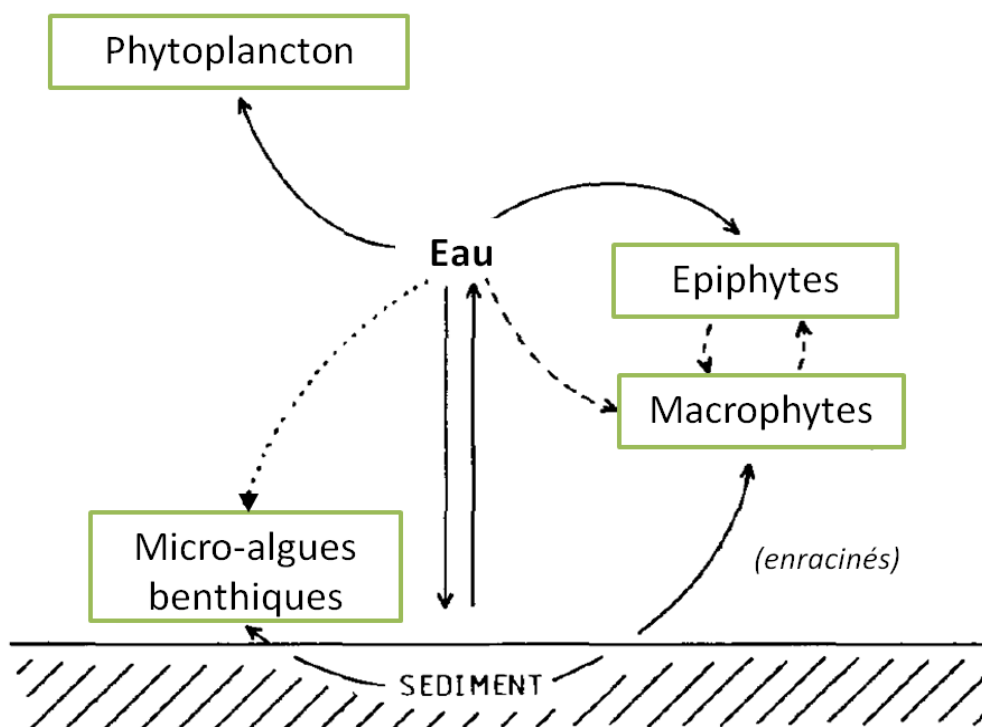 Phytoplancton
Eau
Epiphytes
Macrophytes
Micro-algues
benthiques
(enracinés)
SEDIMENT